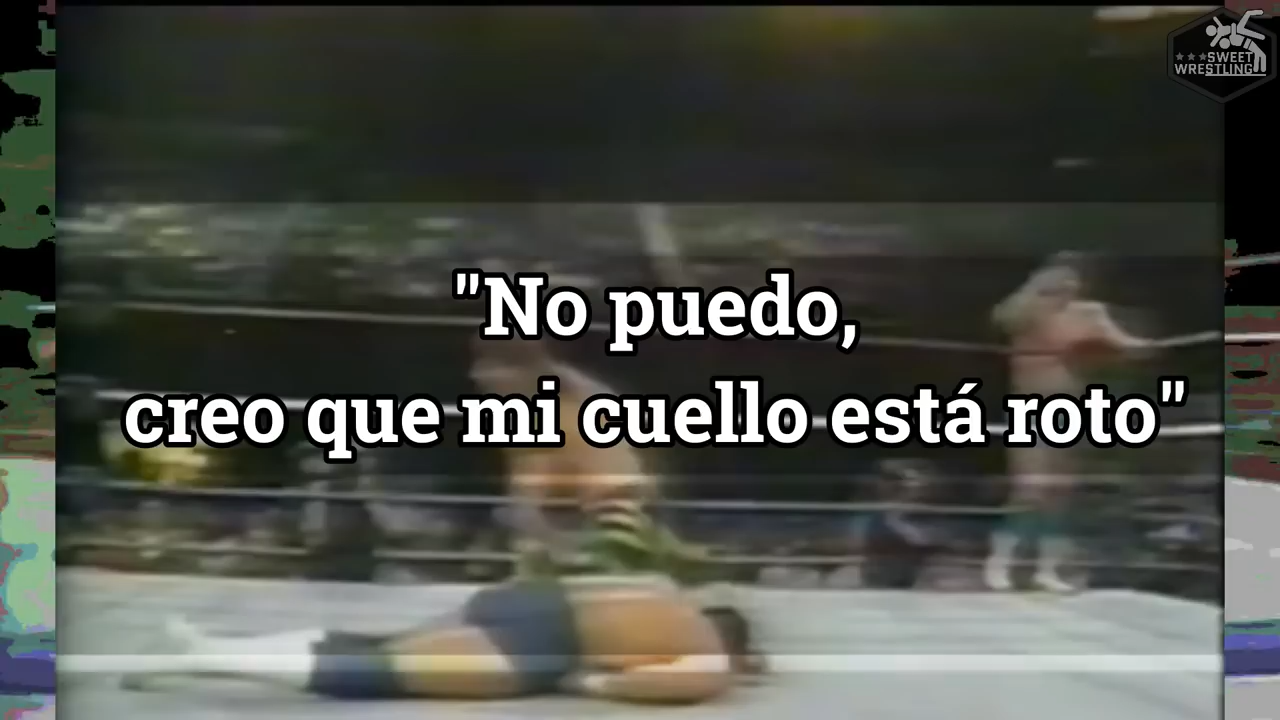 ★★★SWEET
WRESTLING
"No puedo,
creo que mi cuello está roto"